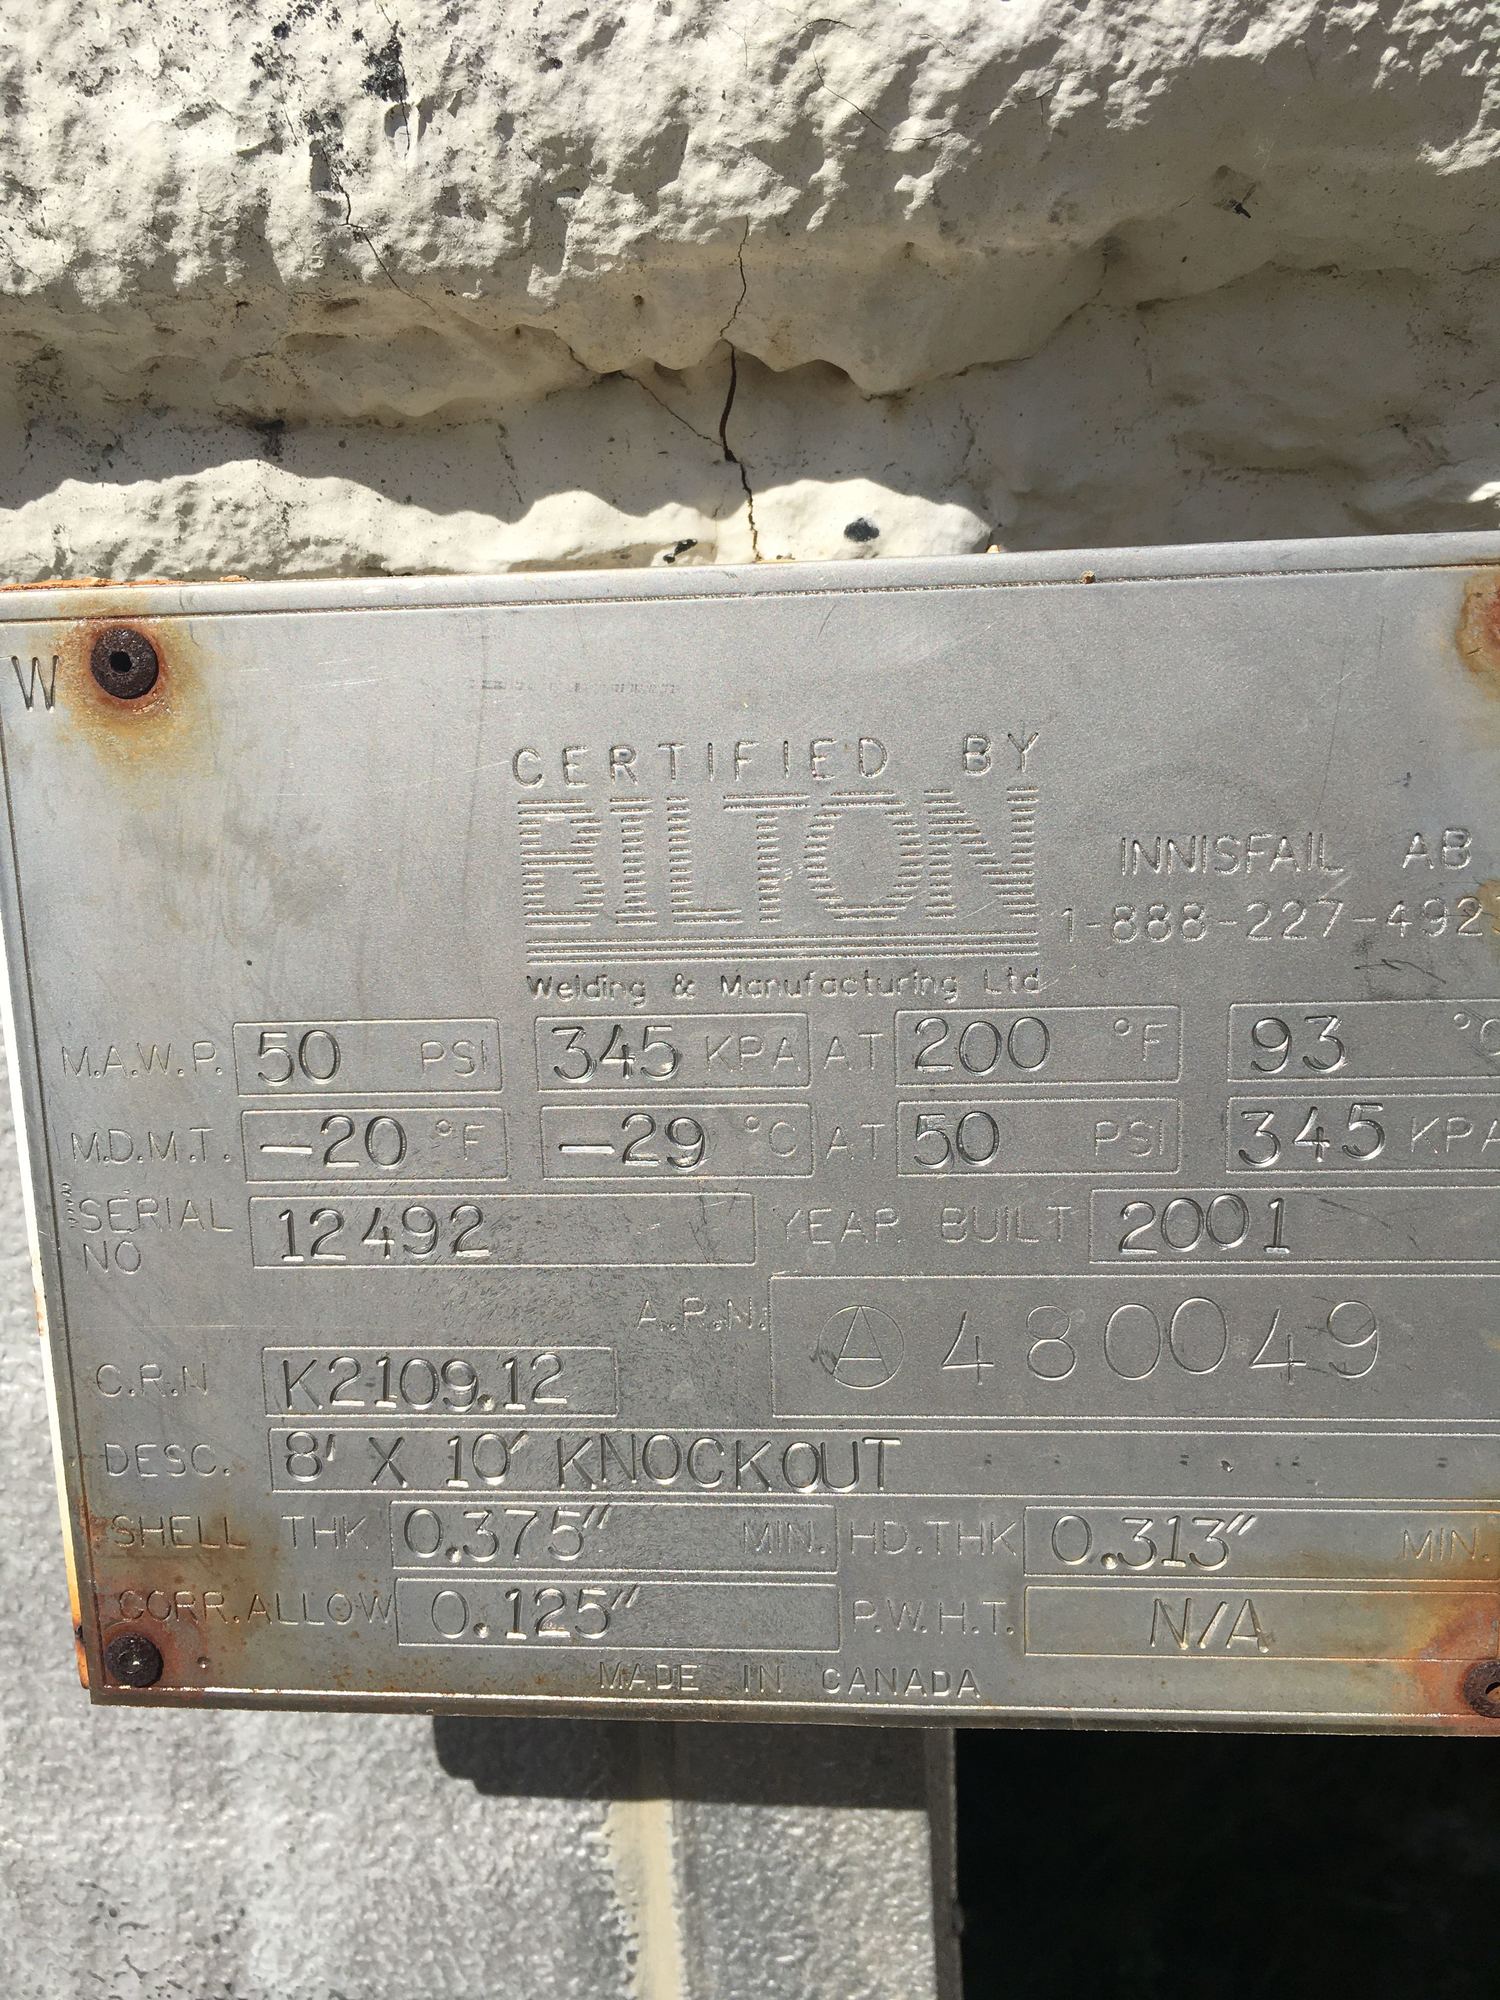 W
CERTIFIED BY
BILTON
Welding & Manufacturing Ltd
INNISFAIL AB
1-888-227-492
M.A.W.P. 50 PSI 345 KPA AT 200 °F 93 °C
M.D.M.T. -20 °F -29 °C AT 50 PSI 345 KPA
SERIAL NO 12492 YEAR BUILT 2001
A.R.N. A 480049
C.R.N K2109.12
DESC. 8' X 10' KNOCKOUT
SHELL THK 0.375" MIN. HD.THK 0.313" MIN.
CORR.ALLOW 0.125" P.W.H.T. N/A
MADE IN CANADA